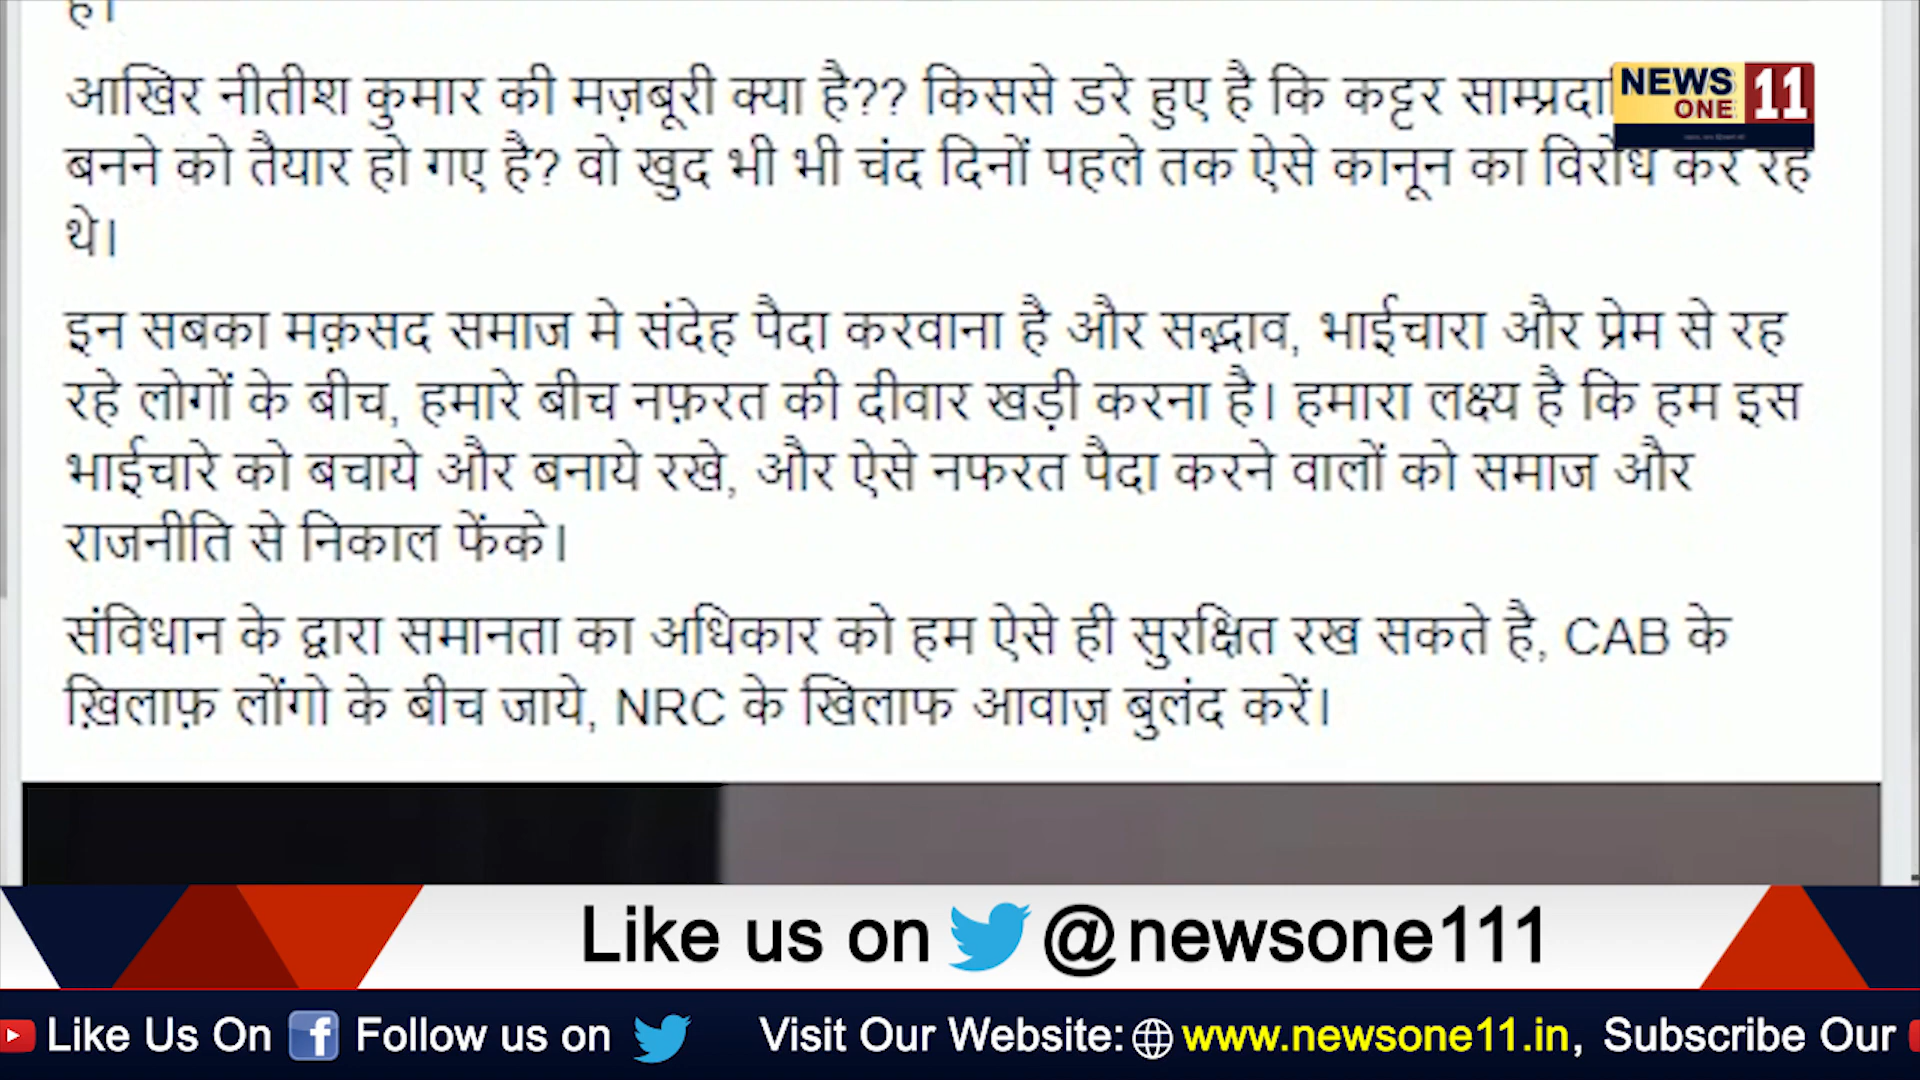 है।
आखिर नीतीश कुमार की मज़बूरी क्या है?? किससे डरे हुए है कि कट्टर
NEWS
ONE 11
बनने को तैयार हो गए है? वो खुद भी भी चंद दिनों पहले तक ऐसे कानून का विरोध कर रहे
थे।
इन सबका मक़सद समाज मे संदेह पैदा करवाना है और सद्भाव, भाईचारा और प्रेम से रह
रहे लोगों के बीच, हमारे बीच नफ़रत की दीवार खड़ी करना है। हमारा लक्ष्य है कि हम इस
भाईचारे को बचाये और बनाये रखे, और ऐसे नफरत पैदा करने वालों को समाज और
राजनीति से निकाल फेंके।
संविधान के द्वारा समानता का अधिकार को हम ऐसे ही सुरक्षित रख सकते है, CAB के
ख़िलाफ़ लोंगो के बीच जाये, NRC के खिलाफ आवाज़ बुलंद करें।
Like us on @newsone111
Like Us On Follow us on Visit Our Website: www.newsone11.in, Subscribe Our